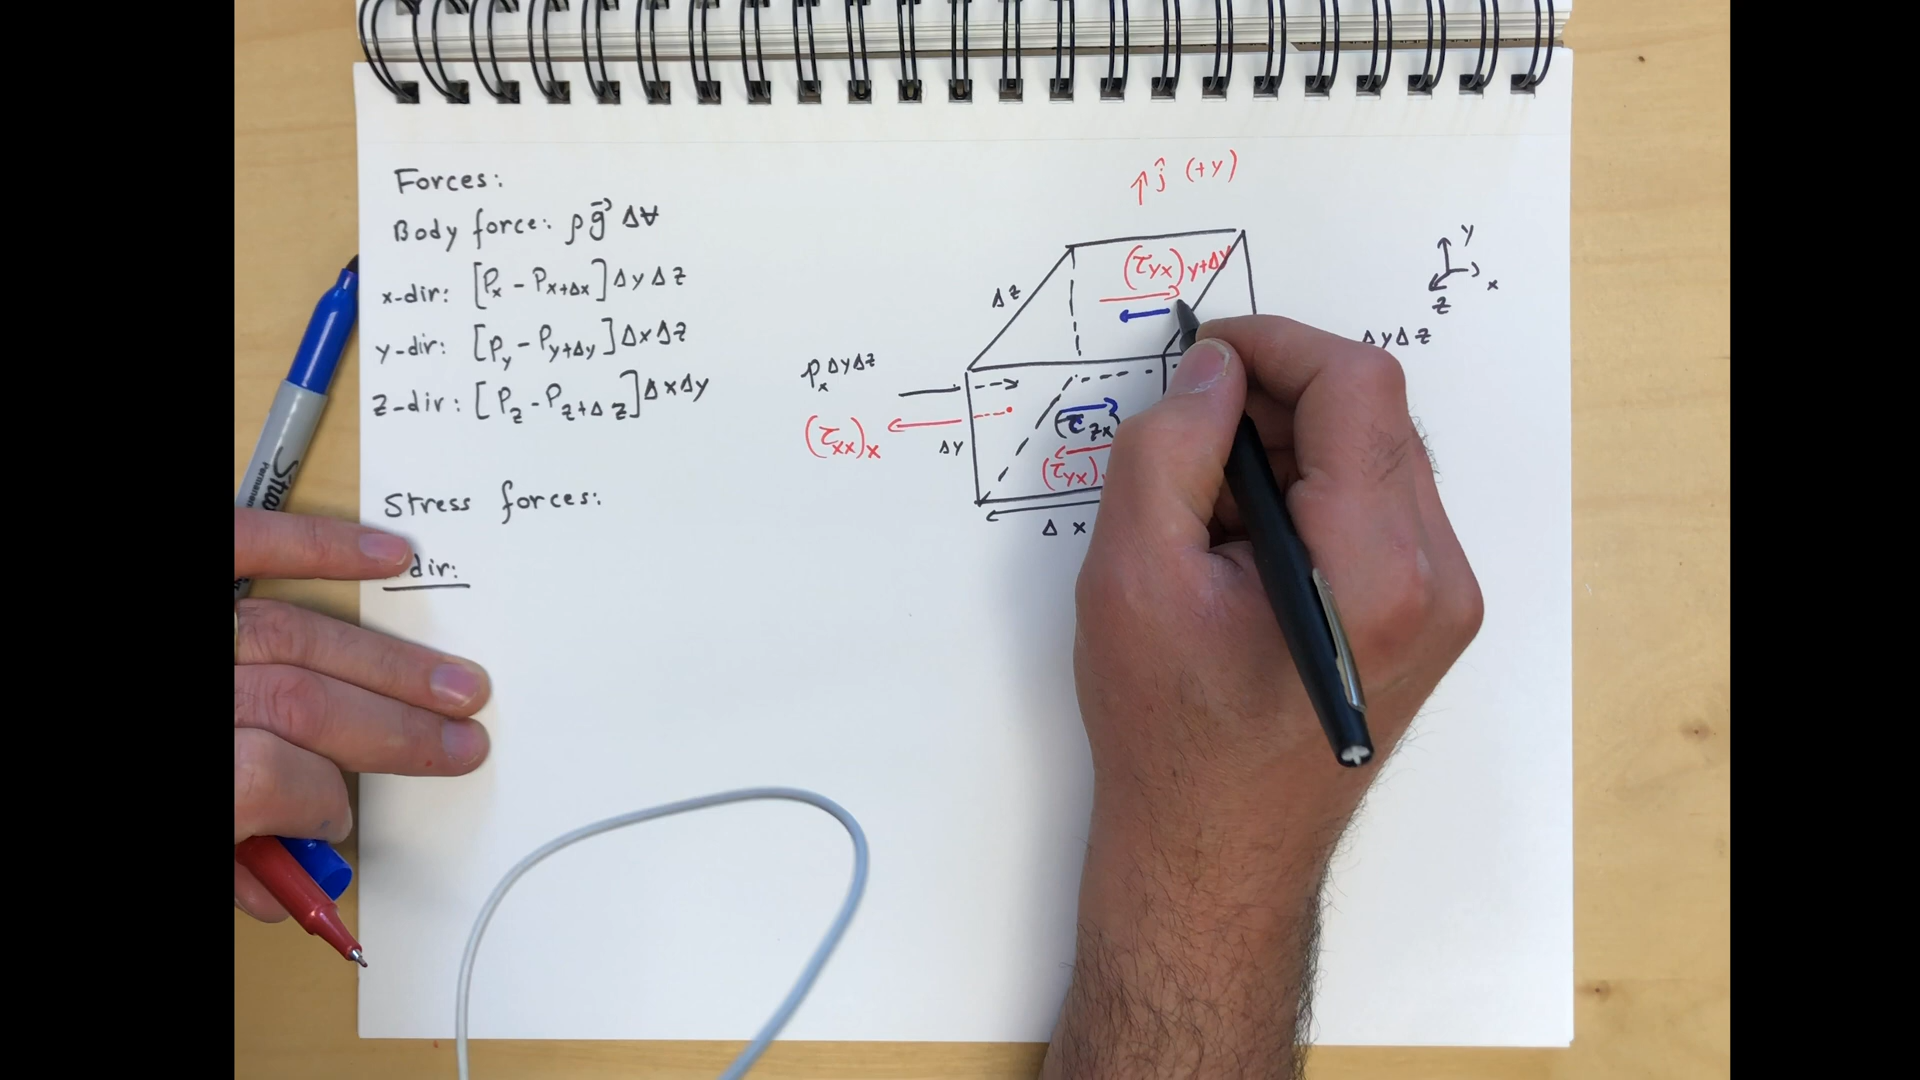 Forces:
Body force: ρg⃗ Δ∀
x-dir: [Px - Px+Δx] Δy Δz
y-dir: [Py - Py+Δy] Δx Δz
z-dir: [Pz - Pz+Δz] Δx Δy
Stress forces:
dir:
↑ ĵ (+y)
(τyx)y+Δy
Δz
y
x
z
Px ΔyΔz
ΔyΔz
(τxx)x
Δy
(τzx)
(τyx)
Δx